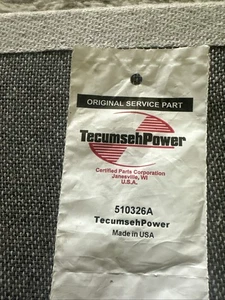 ORIGINAL SERVICE PART
TecumsehPower
Certified Parts Corporation
Janesville, WI
U.S.A.
510326A
TecumsehPower
Made in USA